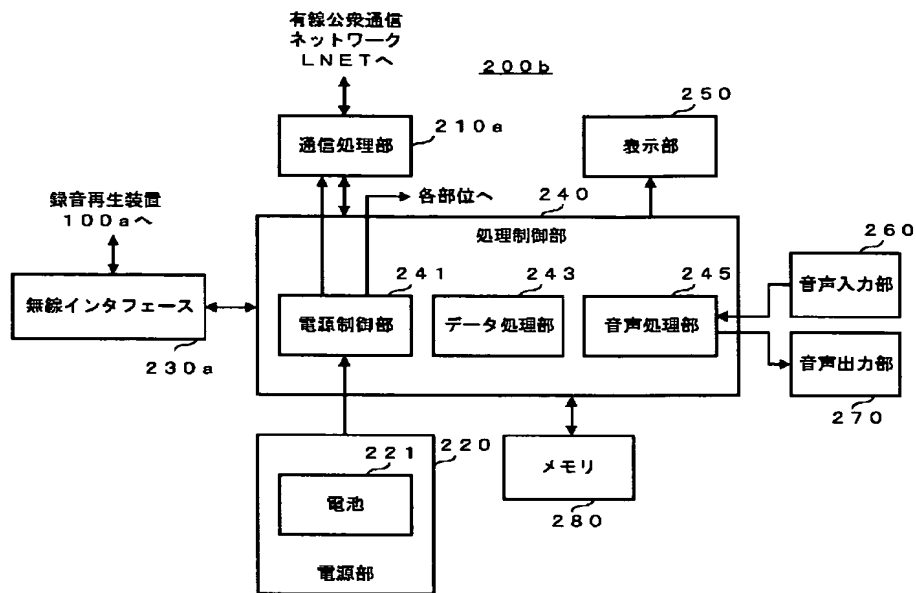 有線公衆通信
ネットワーク
ＬＮＥＴへ
２００ｂ
２５０
通信処理部
２１０ａ
表示部
録音再生装置
１００ａへ
各部位へ
２４０
処理制御部
２６０
２４１
２４３
２４５
無線インタフェース
電源制御部
データ処理部
音声処理部
音声入力部
２３０ａ
音声出力部
２７０
２２０
２２１
電池
メモリ
２８０
電源部